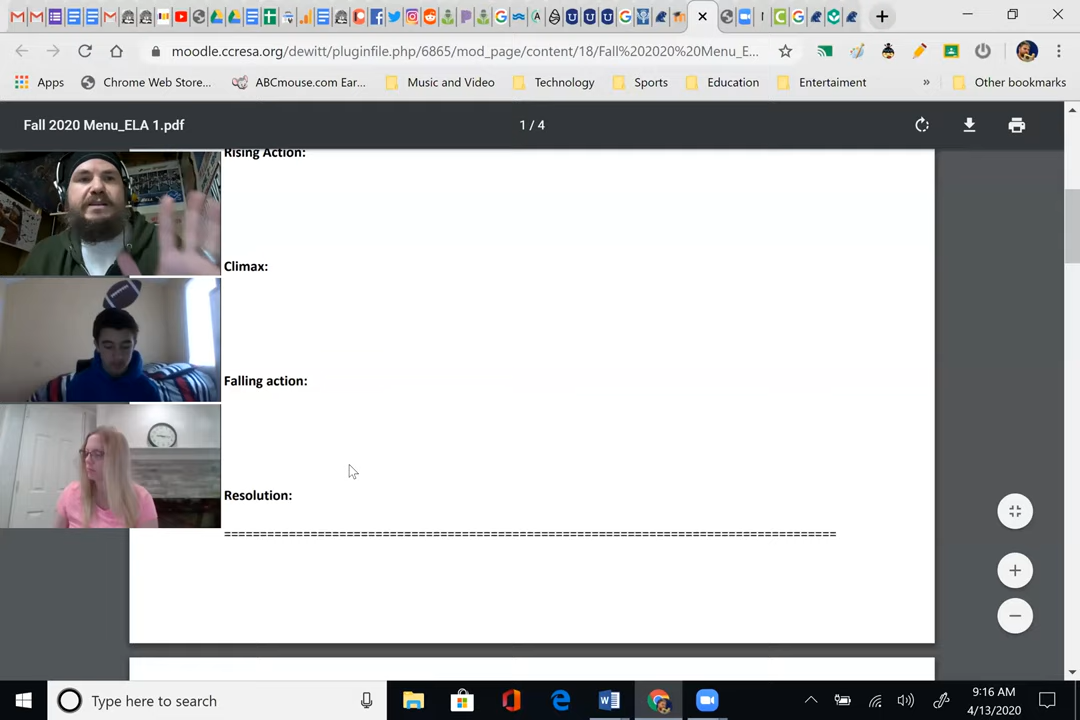 moodle.ccresa.org/dewitt/pluginfile.php/6865/mod_page/content/18/Fall%202020%20Menu_E...
Apps
Chrome Web Store...
ABCmouse.com Ear...
Music and Video
Technology
Sports
Education
Entertaiment
»
Other bookmarks
Fall 2020 Menu_ELA 1.pdf
1 / 4
Rising Action:
Climax:
Falling action:
Resolution:
=====================================================================================
Type here to search
9:16 AM
4/13/2020